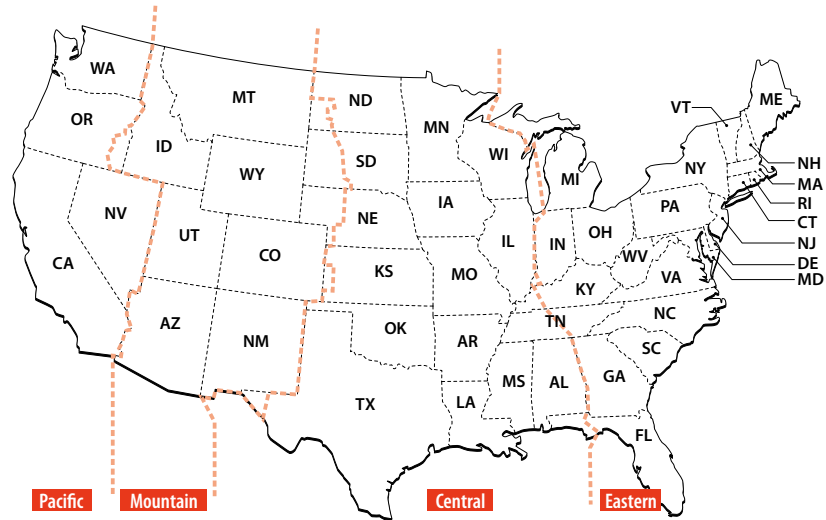 WA
MT
ND
MN
VT
ME
OR
ID
SD
WI
NH
WY
MI
NY
MA
NV
NE
IA
PA
RI
CT
UT
CO
IL
IN
OH
NJ
CA
KS
MO
WV
DE
VA
MD
KY
AZ
NM
OK
AR
TN
NC
SC
TX
LA
MS
AL
GA
FL
Pacific
Mountain
Central
Eastern